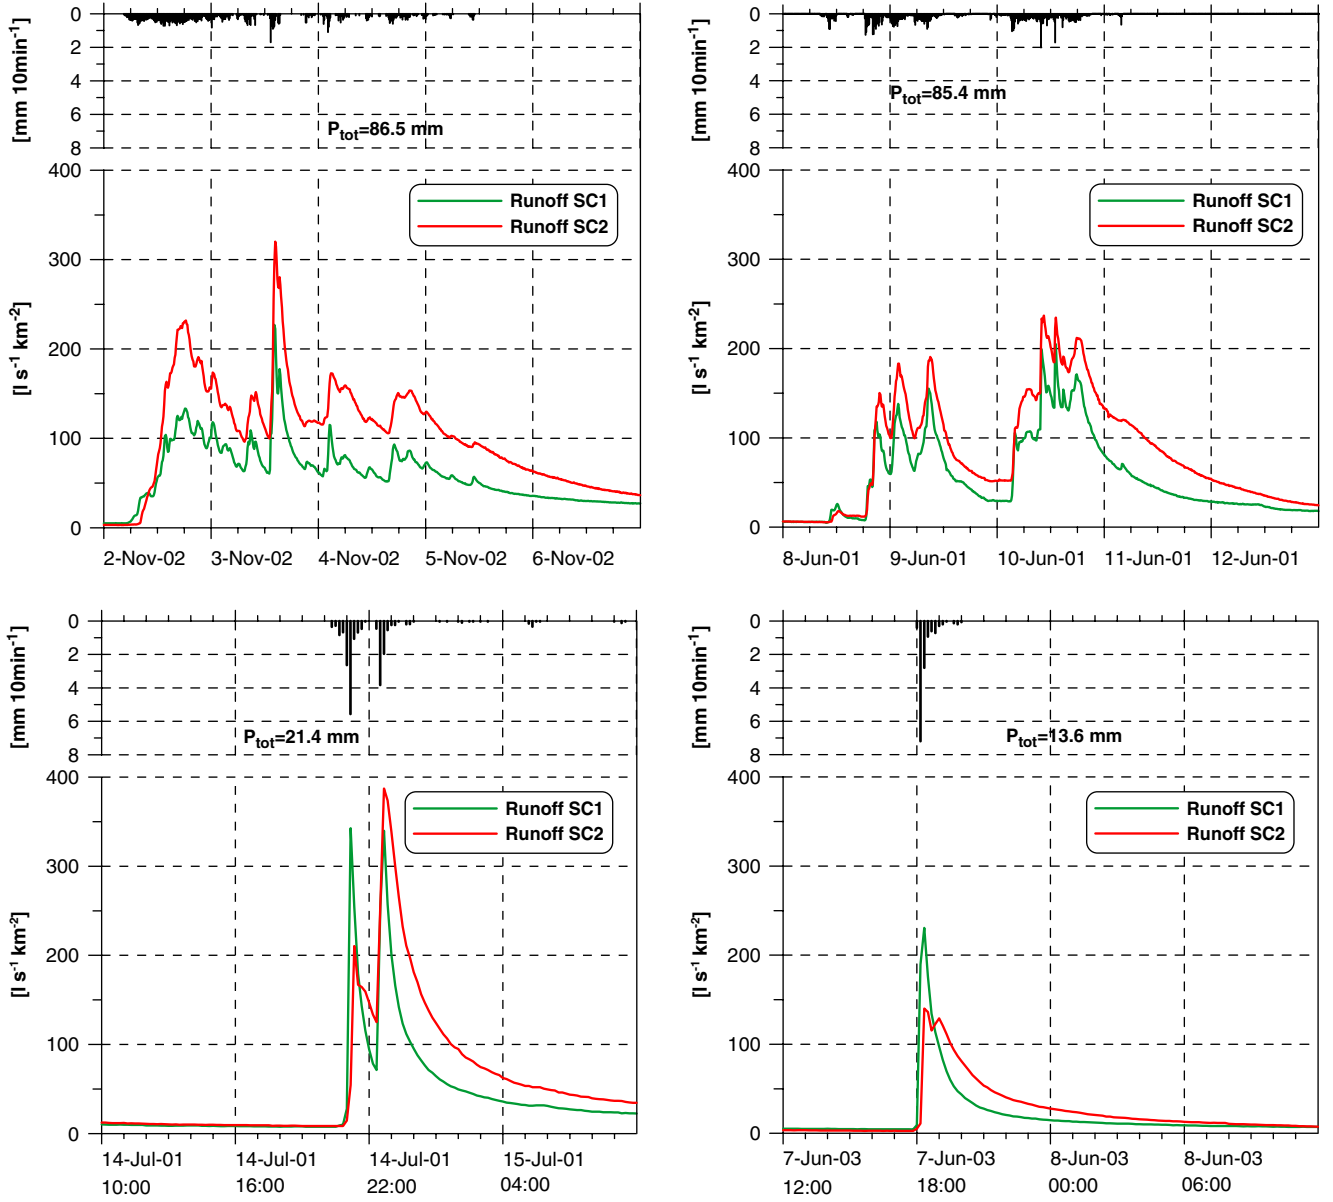 0
2
4
6
8
[mm 10min-1]
Ptot=86.5 mm
400
300
200
100
0
[l s-1 km-2]
Runoff SC1
Runoff SC2
2-Nov-02 3-Nov-02 4-Nov-02 5-Nov-02 6-Nov-02
0
2
4
6
8
[mm 10min-1]
Ptot=85.4 mm
400
300
200
100
0
[l s-1 km-2]
Runoff SC1
Runoff SC2
8-Jun-01 9-Jun-01 10-Jun-01 11-Jun-01 12-Jun-01
0
2
4
6
8
[mm 10min-1]
Ptot=21.4 mm
400
300
200
100
0
[l s-1 km-2]
Runoff SC1
Runoff SC2
14-Jul-01 14-Jul-01 14-Jul-01 15-Jul-01
10:00 16:00 22:00 04:00
0
2
4
6
8
[mm 10min-1]
Ptot=13.6 mm
400
300
200
100
0
[l s-1 km-2]
Runoff SC1
Runoff SC2
7-Jun-03 7-Jun-03 8-Jun-03 8-Jun-03
12:00 18:00 00:00 06:00